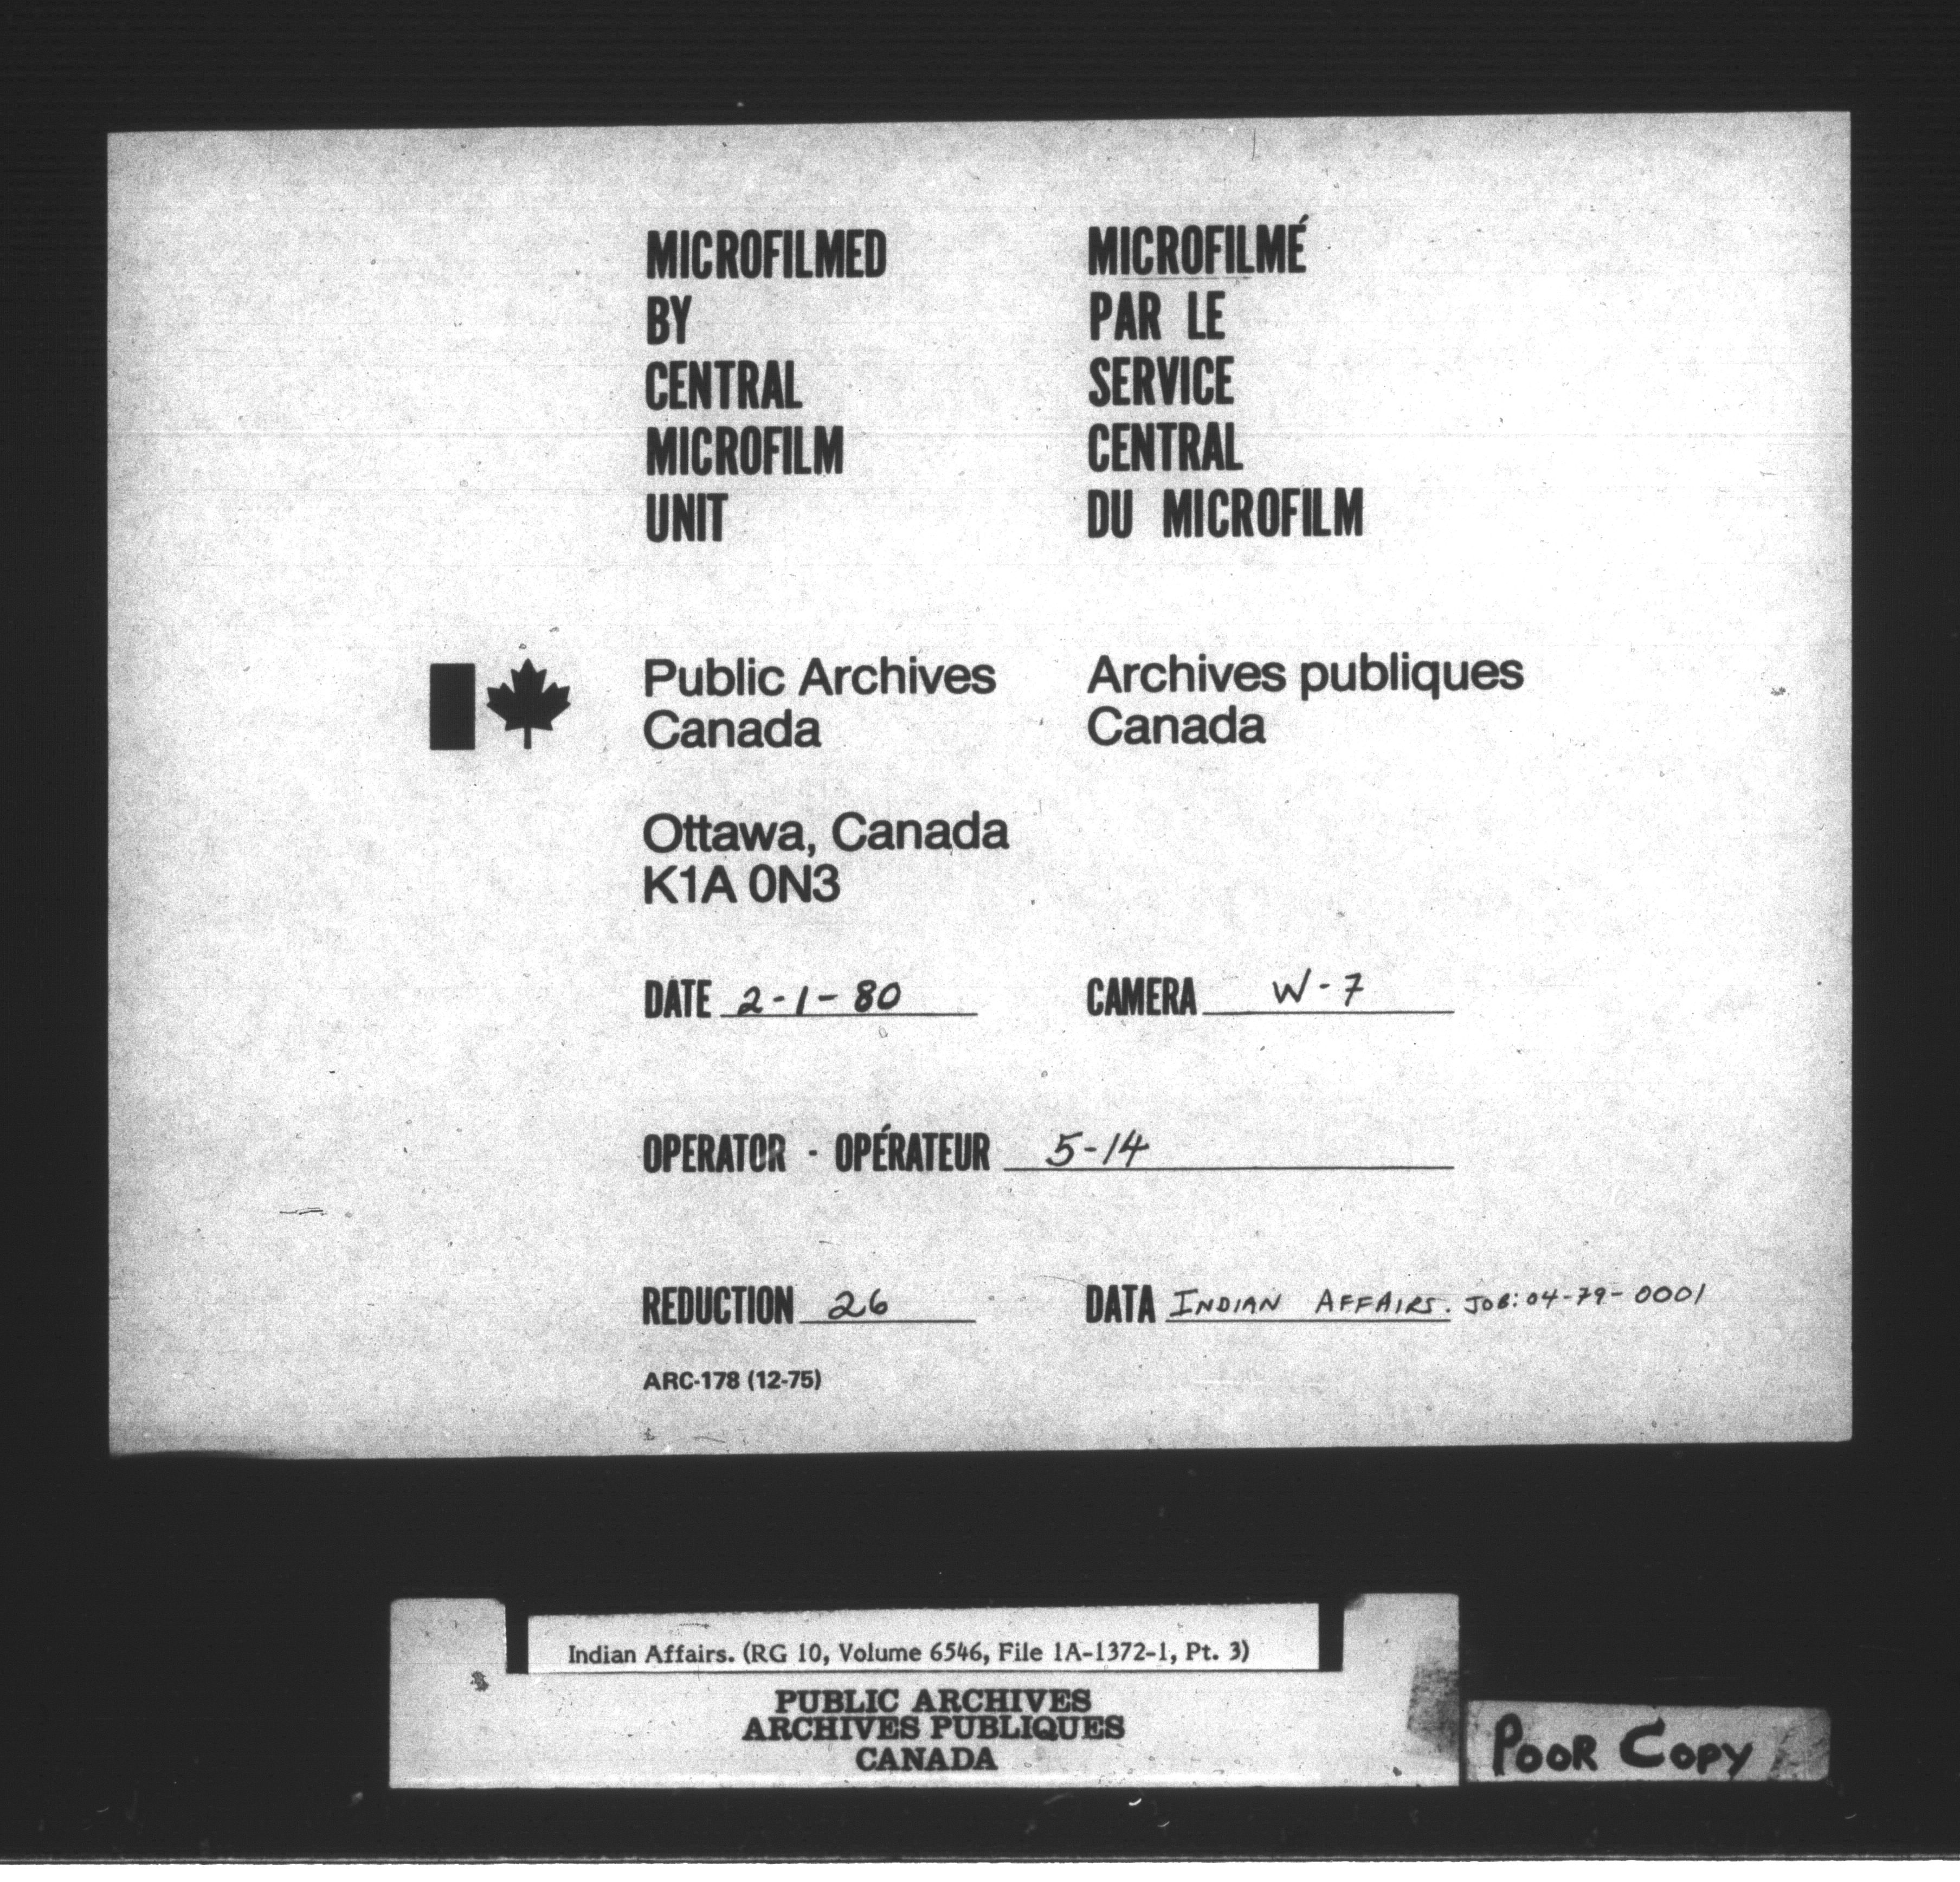 MICROFILMED
BY
CENTRAL
MICROFILM
UNIT
MICROFILMÉ
PAR LE
SERVICE
CENTRAL
DU MICROFILM
Public Archives
Canada
Archives publiques
Canada
Ottawa, Canada
K1A 0N3
DATE 2-1-80
CAMERA W-7
OPERATOR - OPÉRATEUR 5-14
REDUCTION 26
DATA INDIAN AFFAIRS. JOB: 04-79-0001
ARC-178 (12-75)
Indian Affairs. (RG 10, Volume 6546, File 1A-1372-1, Pt. 3)
PUBLIC ARCHIVES
ARCHIVES PUBLIQUES
CANADA
POOR COPY